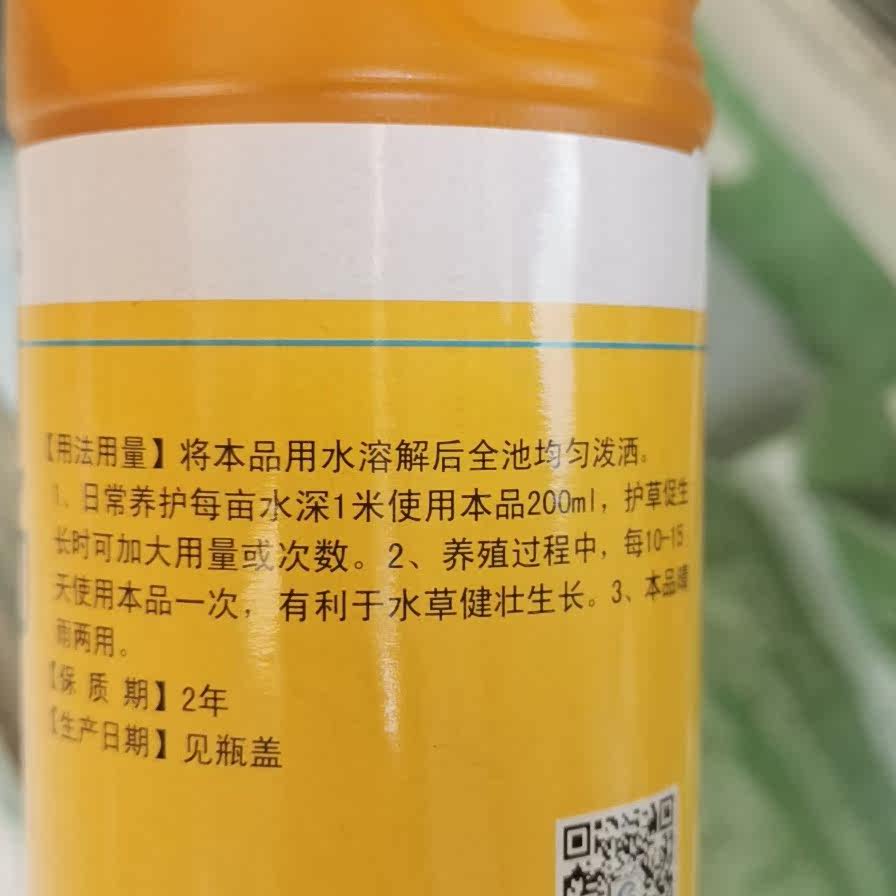 【用法用量】将本品用水溶解后全池均匀泼洒。
1、日常养护每亩水深1米使用本品200ml，护草促生
长时可加大用量或次数。2、养殖过程中，每10-15
天使用本品一次，有利于水草健壮生长。3、本品晴
雨两用。
【保 质 期】2年
【生产日期】见瓶盖